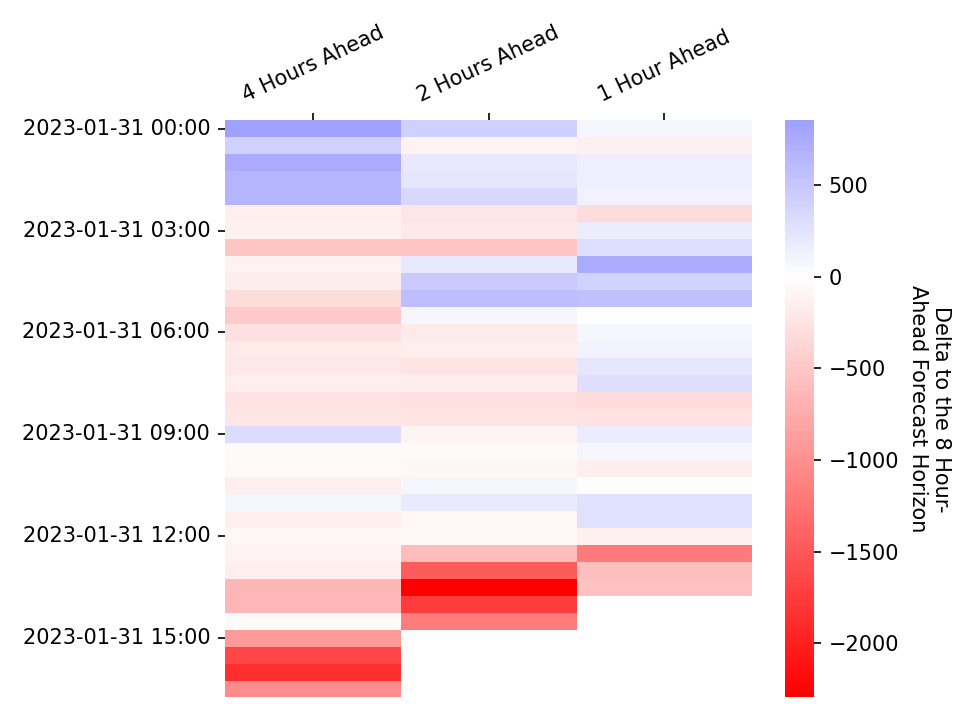 4 Hours Ahead
2 Hours Ahead
1 Hour Ahead
2023-01-31 00:00
2023-01-31 03:00
2023-01-31 06:00
2023-01-31 09:00
2023-01-31 12:00
2023-01-31 15:00
500
0
−500
−1000
−1500
−2000
Delta to the 8 Hour-
Ahead Forecast Horizon